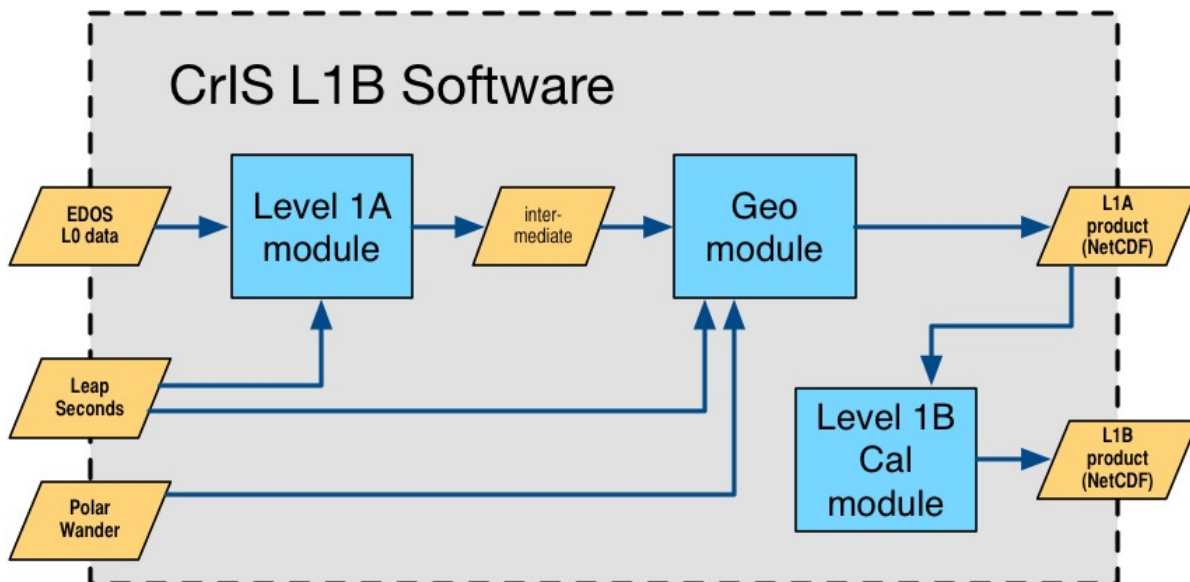 CrIS L1B Software
EDOS
L0 data
Level 1A
module
inter-
mediate
Geo
module
L1A
product
(NetCDF)
Leap
Seconds
Level 1B
Cal
module
L1B
product
(NetCDF)
Polar
Wander